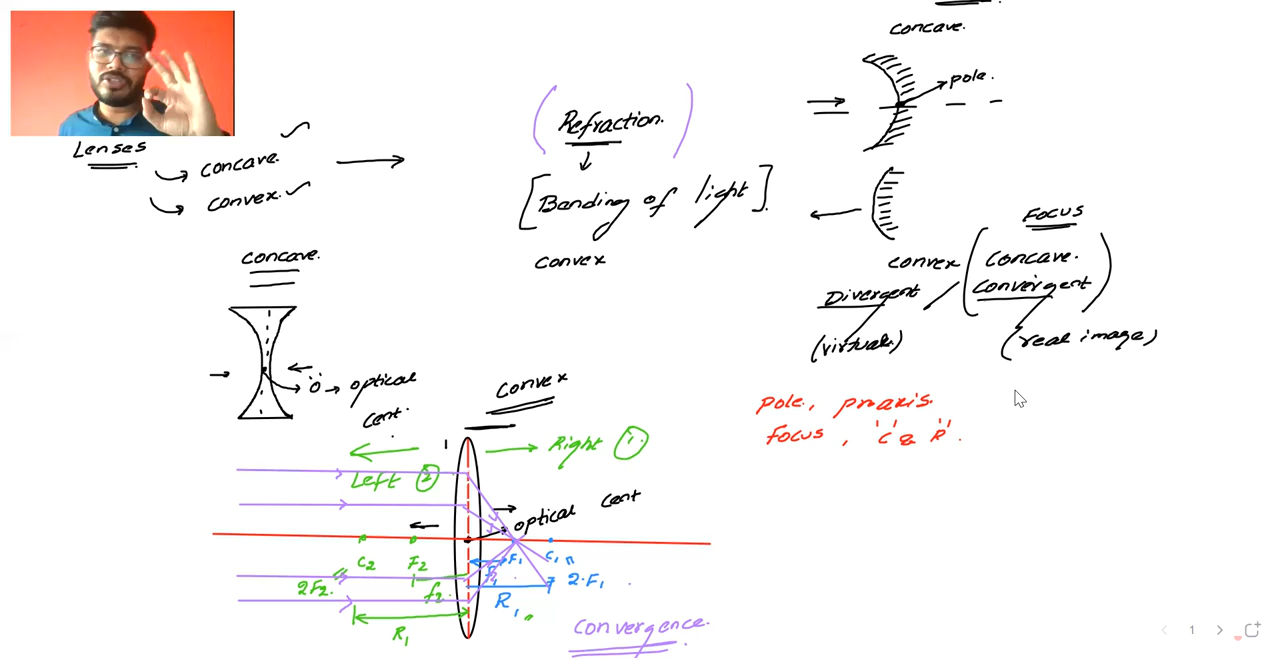 concave.
pole.
Lenses
concave.
convex.
(Refraction.)
[Bending of light].
convex
concave.
Focus
convex
(concave.
Divergent
convergent)
(virtual)
(real image)
Ö → optical
cent.
convex
pole, praxis.
Focus, 'c' & R''.
Left ②
Right ①
optical cent
C2
F2
F1
C1
2F2.
f2
f1
2.F1
R1
R1
convergence.
1